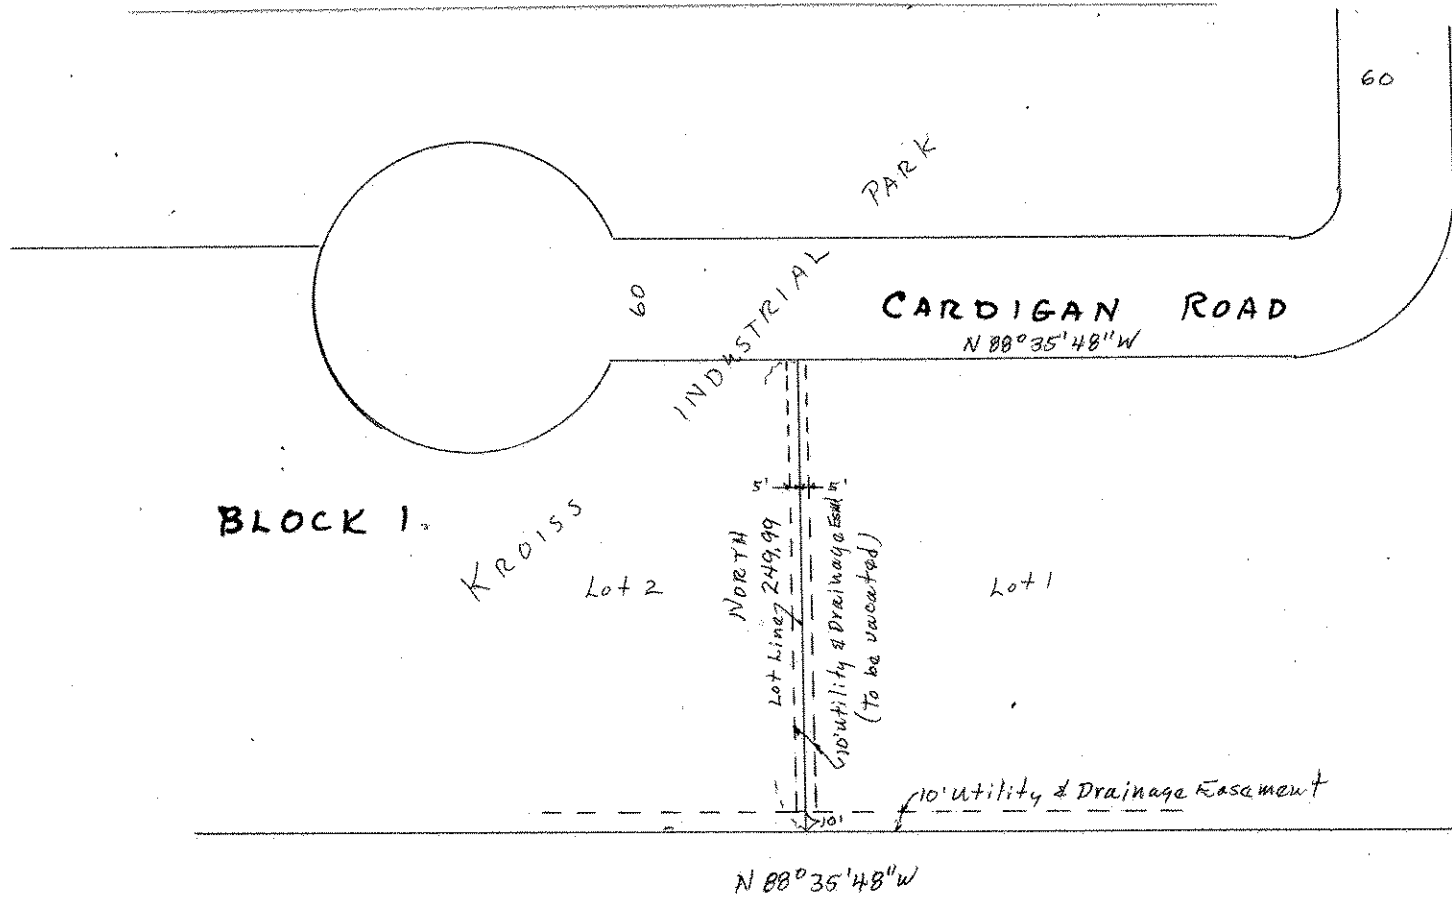 60
PARK
INDUSTRIAL
60
CARDIGAN ROAD
N 88°35'48"W
BLOCK 1.
KROISS
5' 5'
Lot 2
NORTH
Lot Line 249.99
10' Utility & Drainage Esmt
(to be vacated)
Lot 1
10' Utility & Drainage Easement
10'
N 88°35'48"W